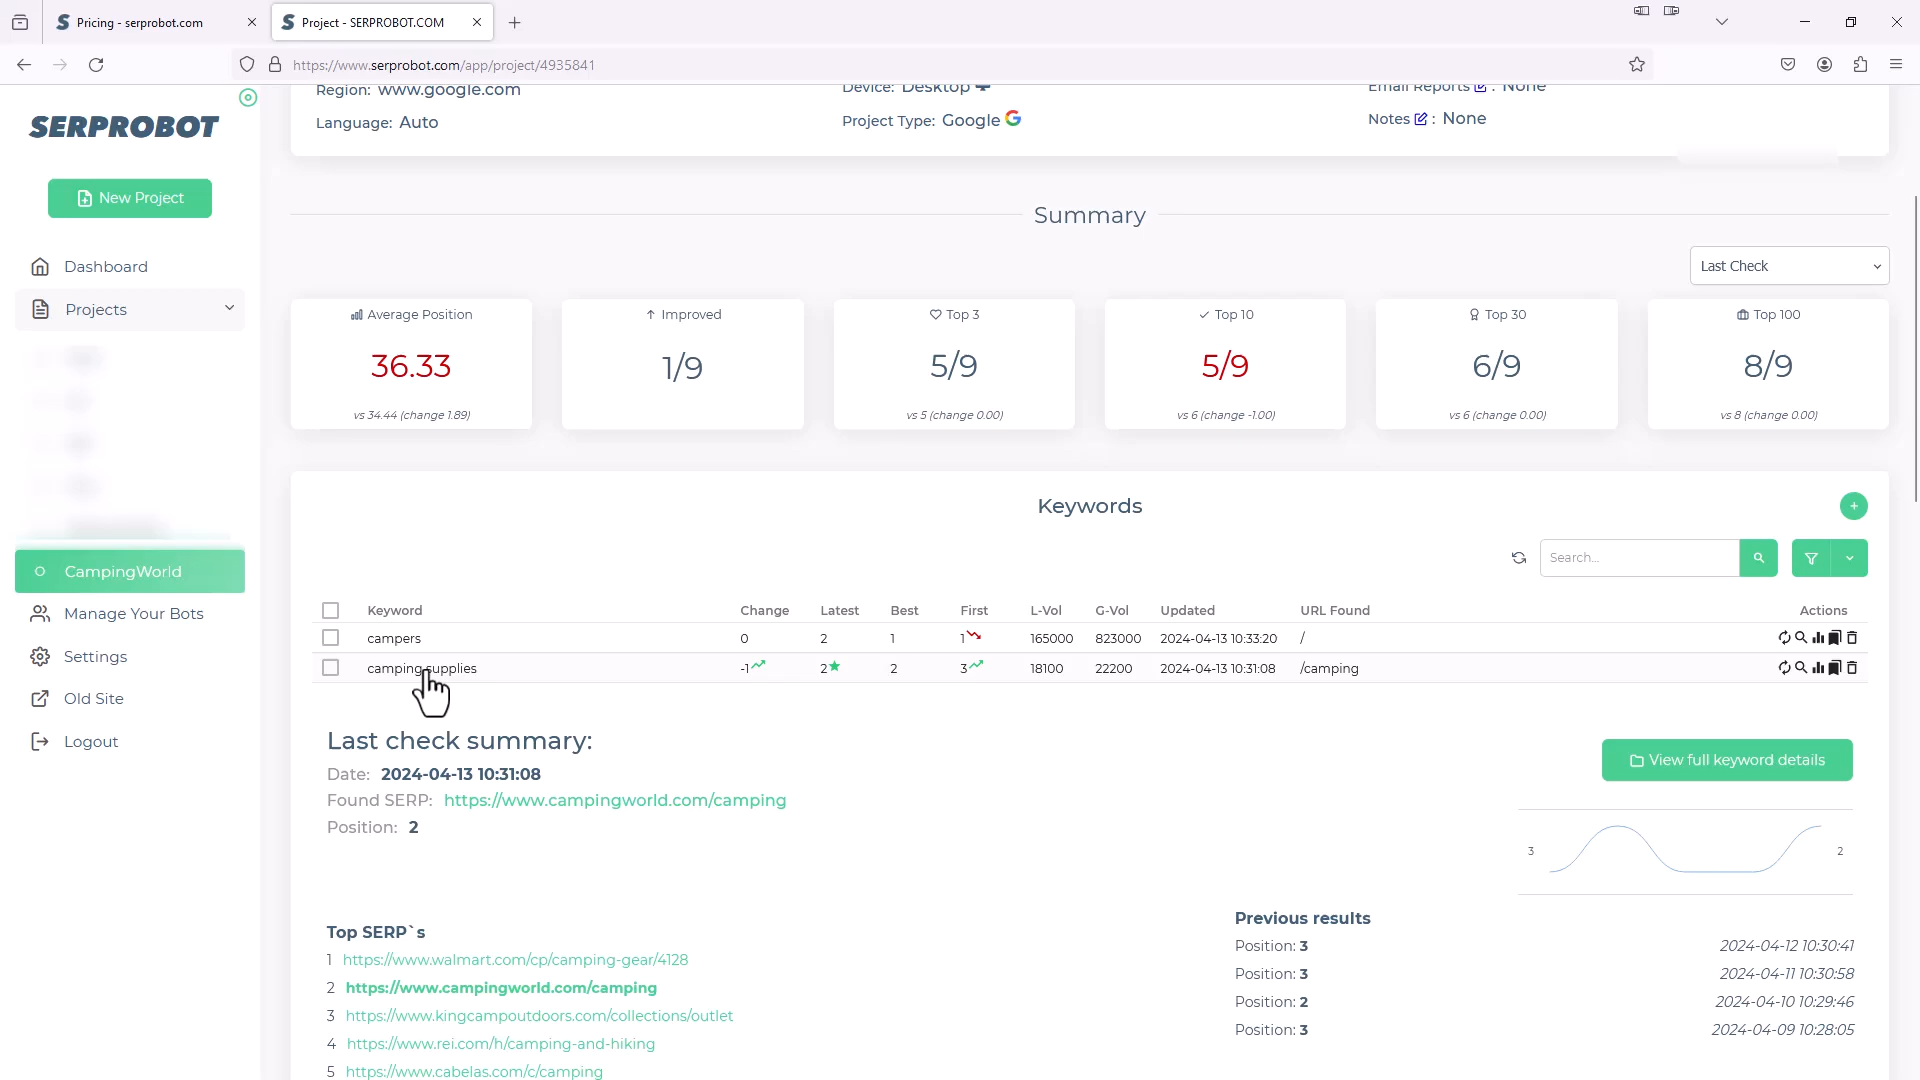 Pricing - serprobot.com
Project - SERPROBOT.COM
https://www.serprobot.com/app/project/4935841
SERPROBOT
New Project
Dashboard
Projects
CampingWorld
Manage Your Bots
Settings
Old Site
Logout
Region: www.google.com
Device: Desktop
Email Reports : None
Language: Auto
Project Type: Google
Notes : None
Summary
Last Check
Average Position
Improved
Top 3
Top 10
Top 30
Top 100
36.33
1/9
5/9
5/9
6/9
8/9
vs 34.44 (change 1.89)
vs 5 (change 0.00)
vs 6 (change -1.00)
vs 6 (change 0.00)
vs 8 (change 0.00)
Keywords
+
Search...
Keyword Change Latest Best First L-Vol G-Vol Updated URL Found Actions
campers 0 2 1 1 165000 823000 2024-04-13 10:33:20 /
camping supplies -1 2 2 3 18100 22200 2024-04-13 10:31:08 /camping
Last check summary:
Date: 2024-04-13 10:31:08
Found SERP: https://www.campingworld.com/camping
Position: 2
View full keyword details
3
2
Top SERP`s
1 https://www.walmart.com/cp/camping-gear/4128
2 https://www.campingworld.com/camping
3 https://www.kingcampoutdoors.com/collections/outlet
4 https://www.rei.com/h/camping-and-hiking
5 https://www.cabelas.com/c/camping
Previous results
Position: 3 2024-04-12 10:30:41
Position: 3 2024-04-11 10:30:58
Position: 2 2024-04-10 10:29:46
Position: 3 2024-04-09 10:28:05